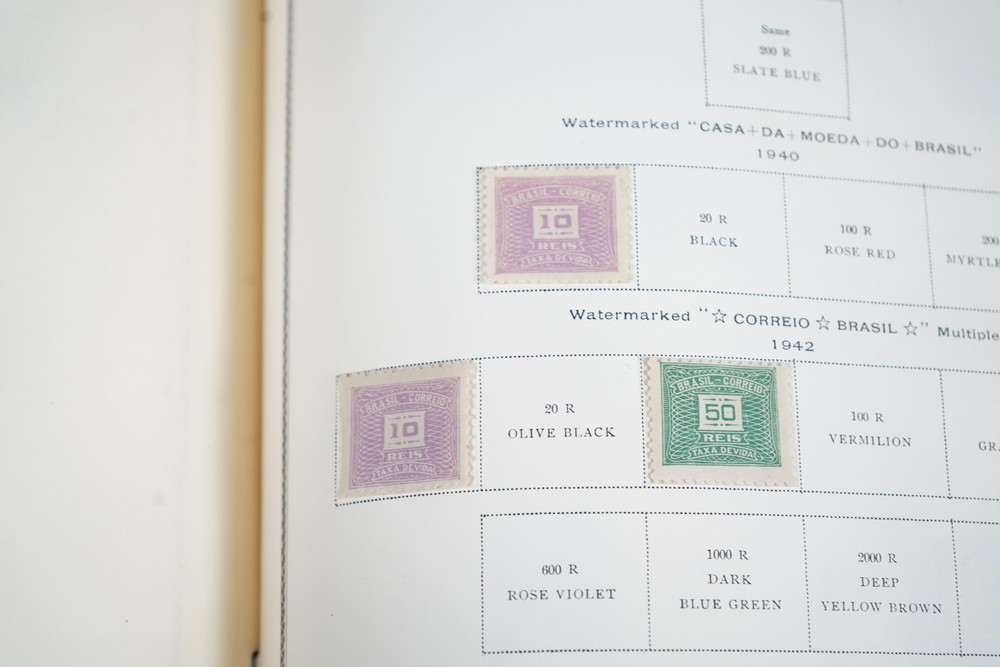 Same
200 R
SLATE BLUE
Watermarked "CASA+DA+MOEDA+DO+BRASIL"
1940
BRASIL-CORREIO
10
REIS
TAXA DEVIDA
20 R
BLACK
100 R
ROSE RED
200
MYRTLE
Watermarked "☆ CORREIO ☆ BRASIL ☆" Multiple
1942
BRASIL-CORREIO
10
REIS
TAXA DEVIDA
20 R
OLIVE BLACK
BRASIL-CORREIO
50
REIS
TAXA DEVIDA
100 R
VERMILION
GR
600 R
ROSE VIOLET
1000 R
DARK
BLUE GREEN
2000 R
DEEP
YELLOW BROWN